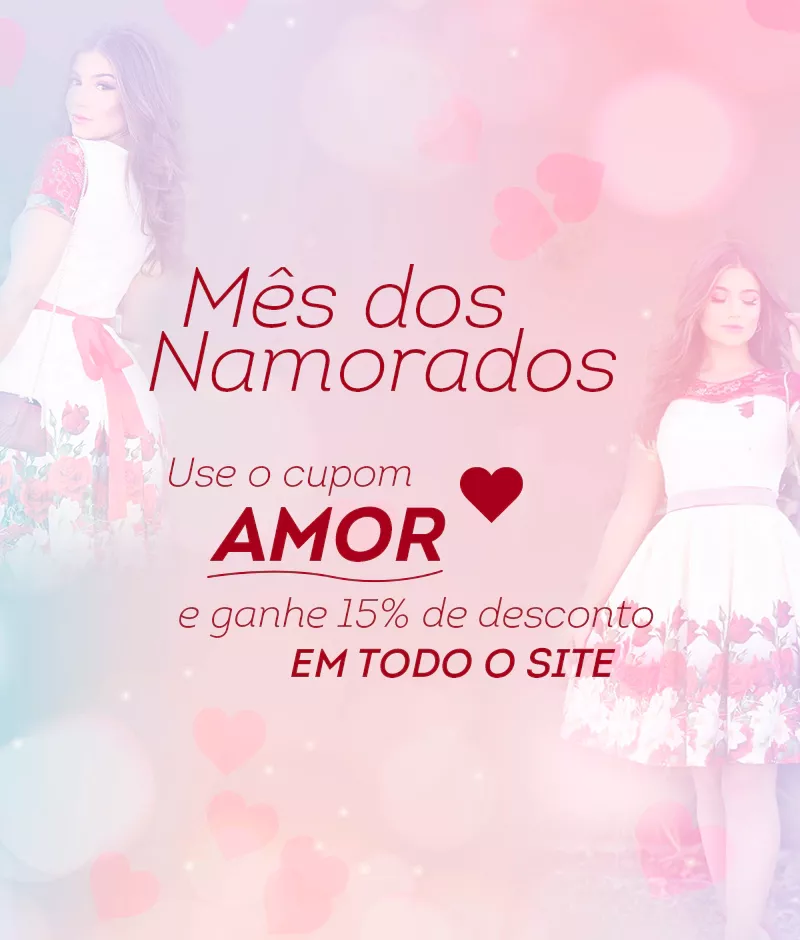 Mês dos
Namorados
Use o cupom
AMOR
e ganhe 15% de desconto
EM TODO O SITE